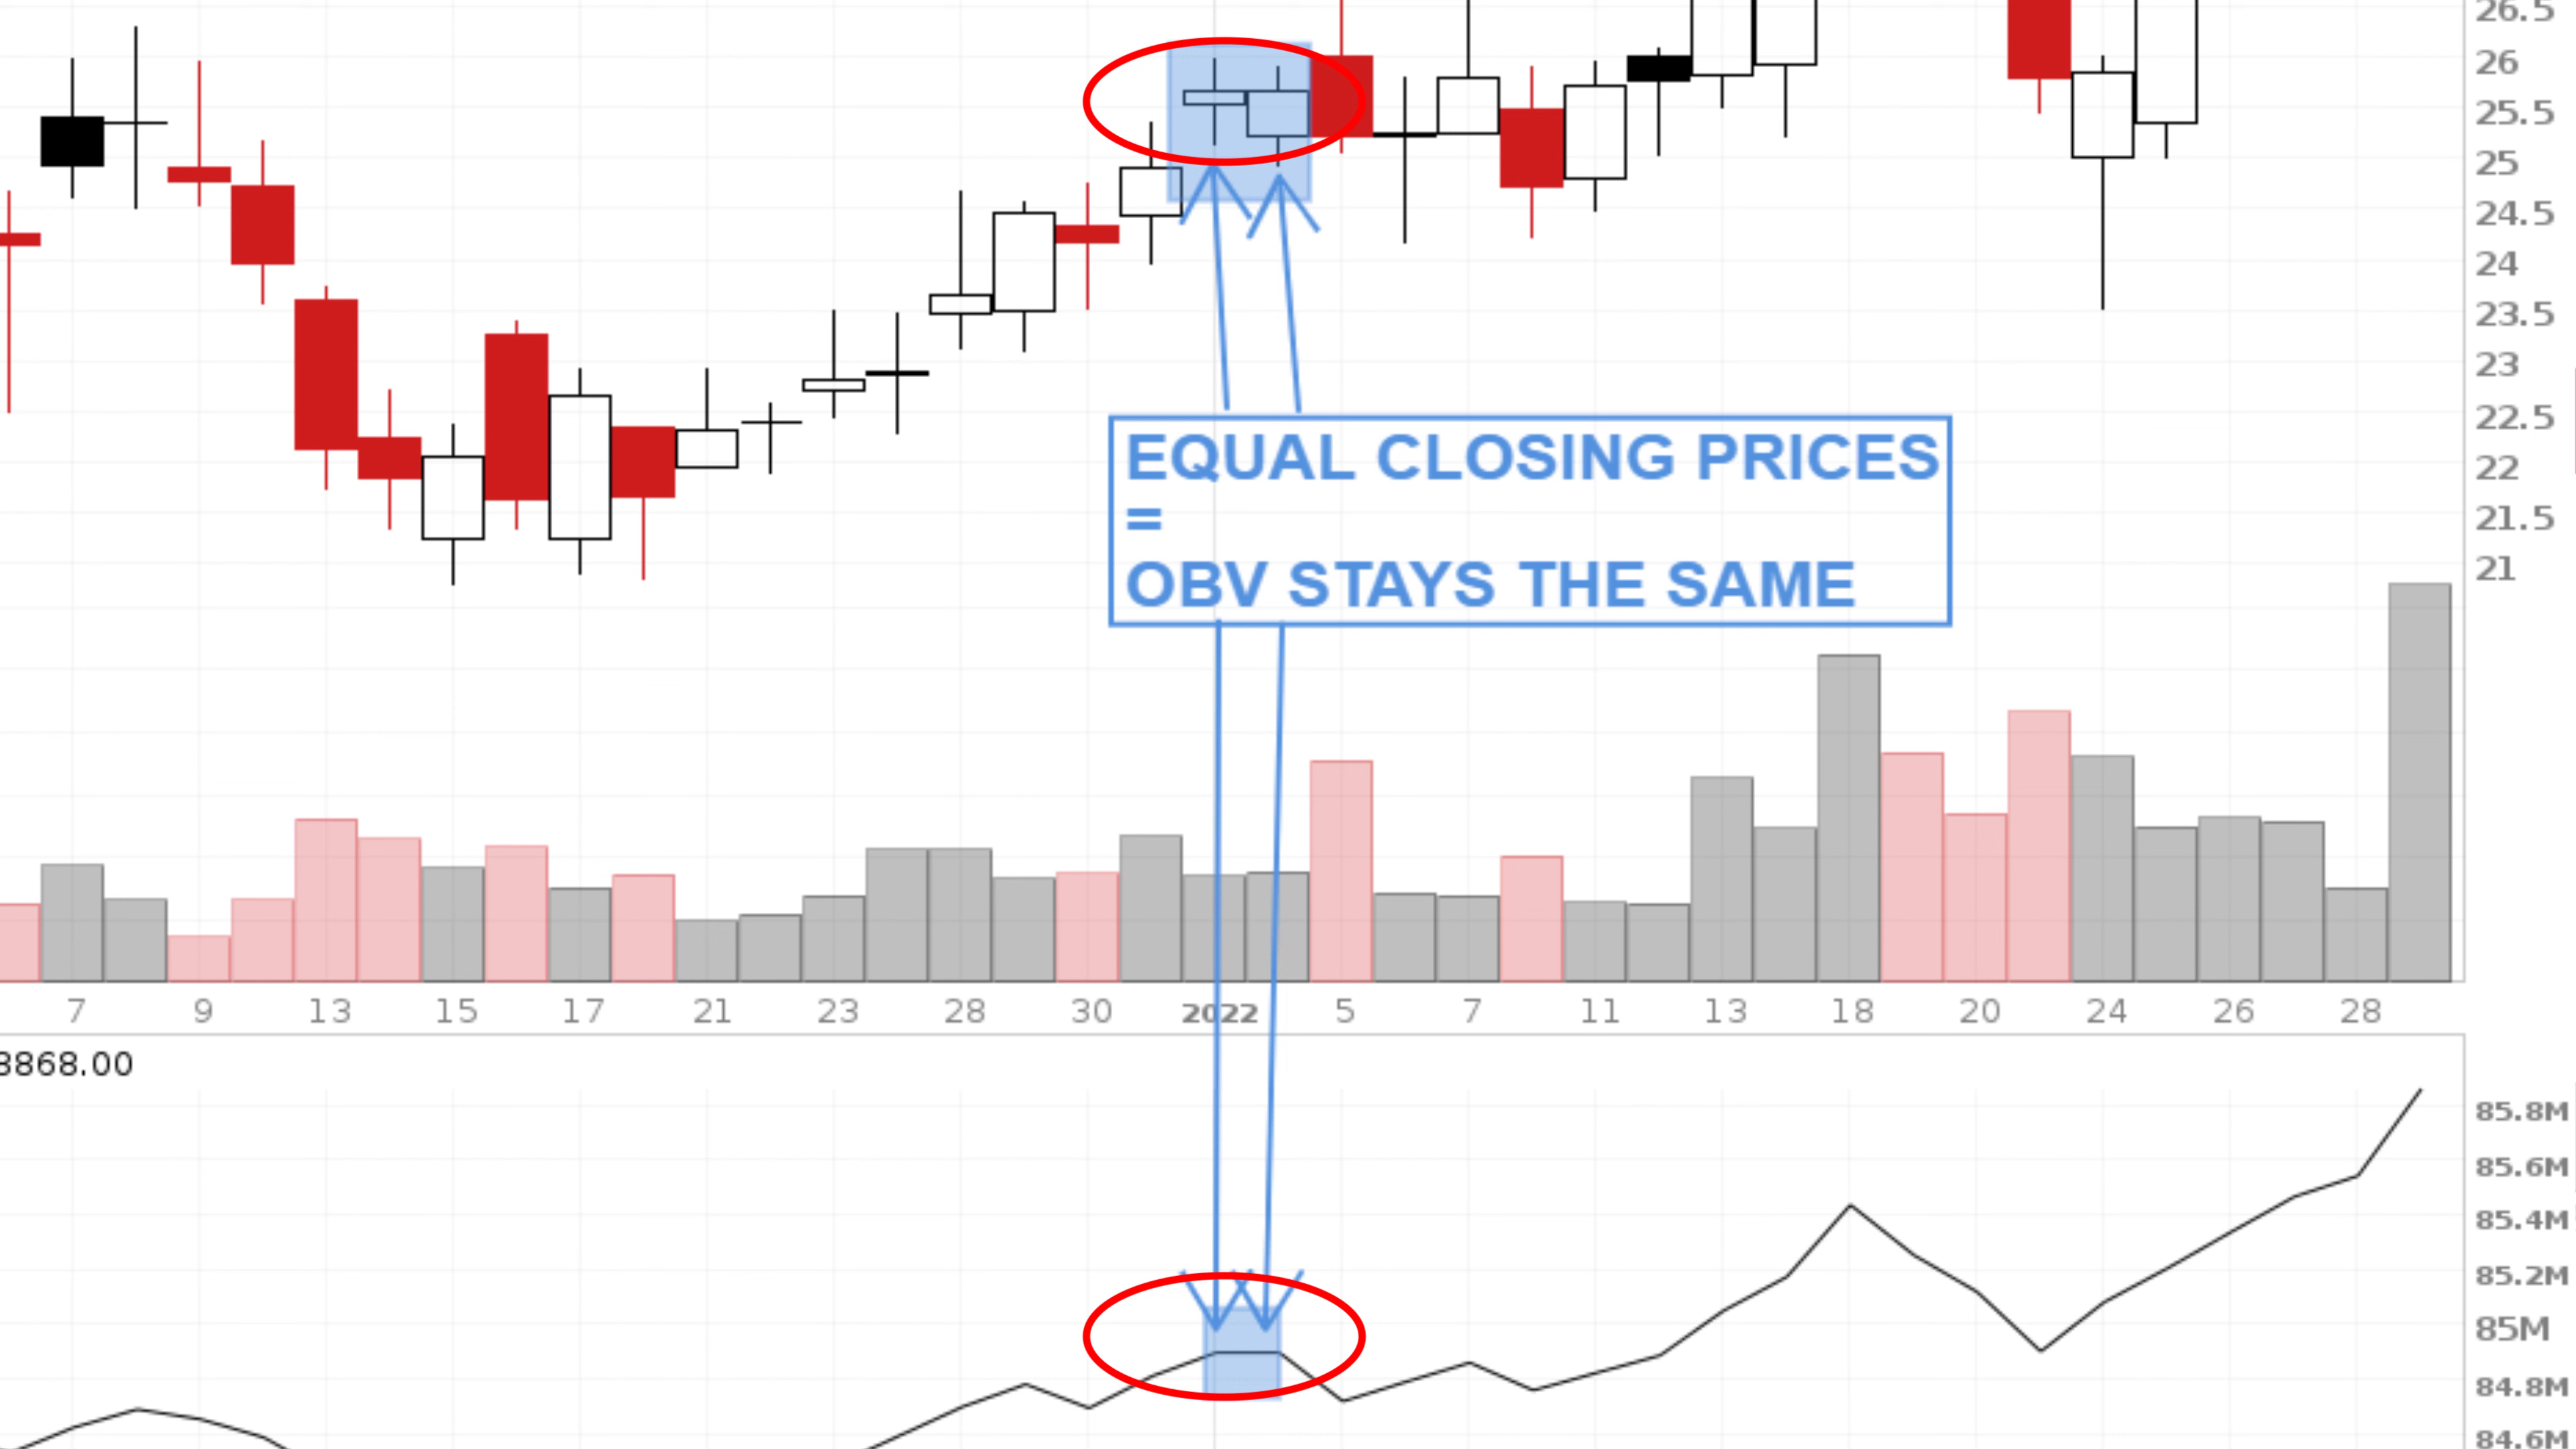 26.5
26
25.5
25
24.5
24
23.5
23
22.5
22
21.5
21
EQUAL CLOSING PRICES
=
OBV STAYS THE SAME
7 9 13 15 17 21 23 28 30 2022 5 7 11 13 18 20 24 26 28
8868.00
85.8M
85.6M
85.4M
85.2M
85M
84.8M
84.6M